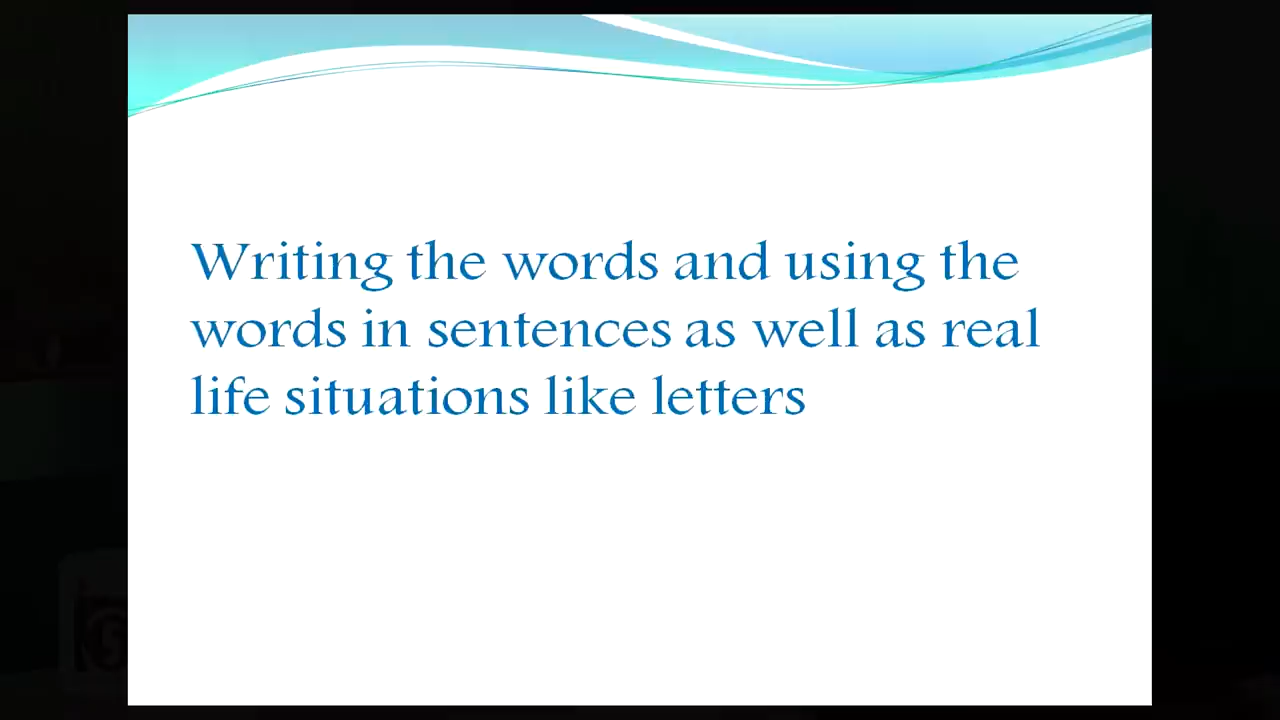 Writing the words and using the
words in sentences as well as real
life situations like letters